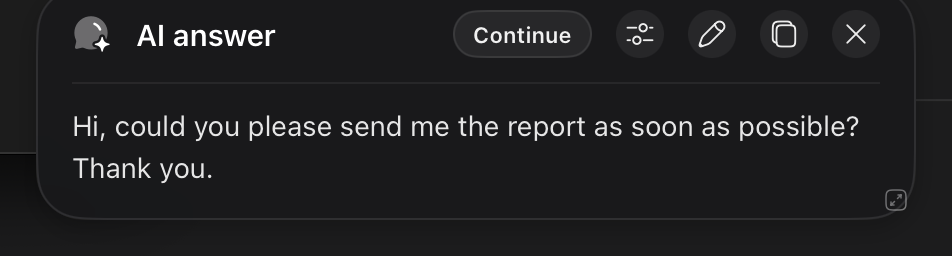 AI answer
Continue
Hi, could you please send me the report as soon as possible?
Thank you.